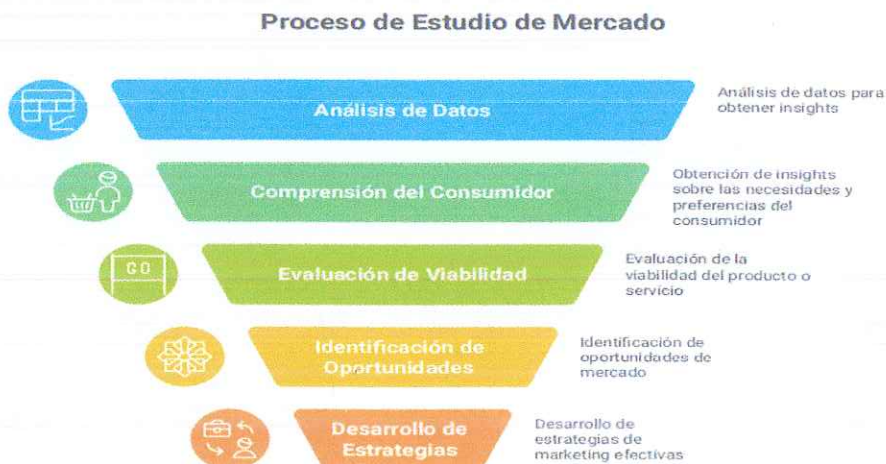 Proceso de Estudio de Mercado
Análisis de Datos
Análisis de datos para
obtener insights
Comprensión del Consumidor
Obtención de insights
sobre las necesidades y
preferencias del
consumidor
GO
Evaluación de Viabilidad
Evaluación de la
viabilidad del producto o
servicio
Identificación de
Oportunidades
Identificación de
oportunidades de
mercado
Desarrollo de
Estrategias
Desarrollo de
estrategias de
marketing efectivas